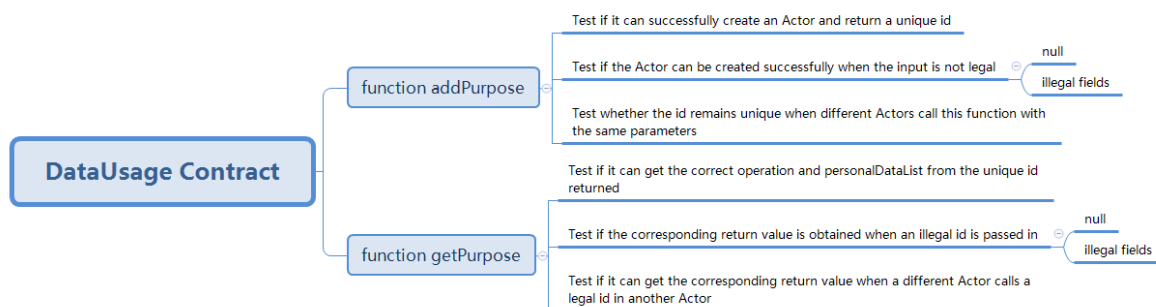 Test if it can successfully create an Actor and return a unique id
function addPurpose
Test if the Actor can be created successfully when the input is not legal
null
illegal fields
Test whether the id remains unique when different Actors call this function with
the same parameters
DataUsage Contract
Test if it can get the correct operation and personalDataList from the unique id
returned
function getPurpose
Test if the corresponding return value is obtained when an illegal id is passed in
null
illegal fields
Test if it can get the corresponding return value when a different Actor calls a
legal id in another Actor